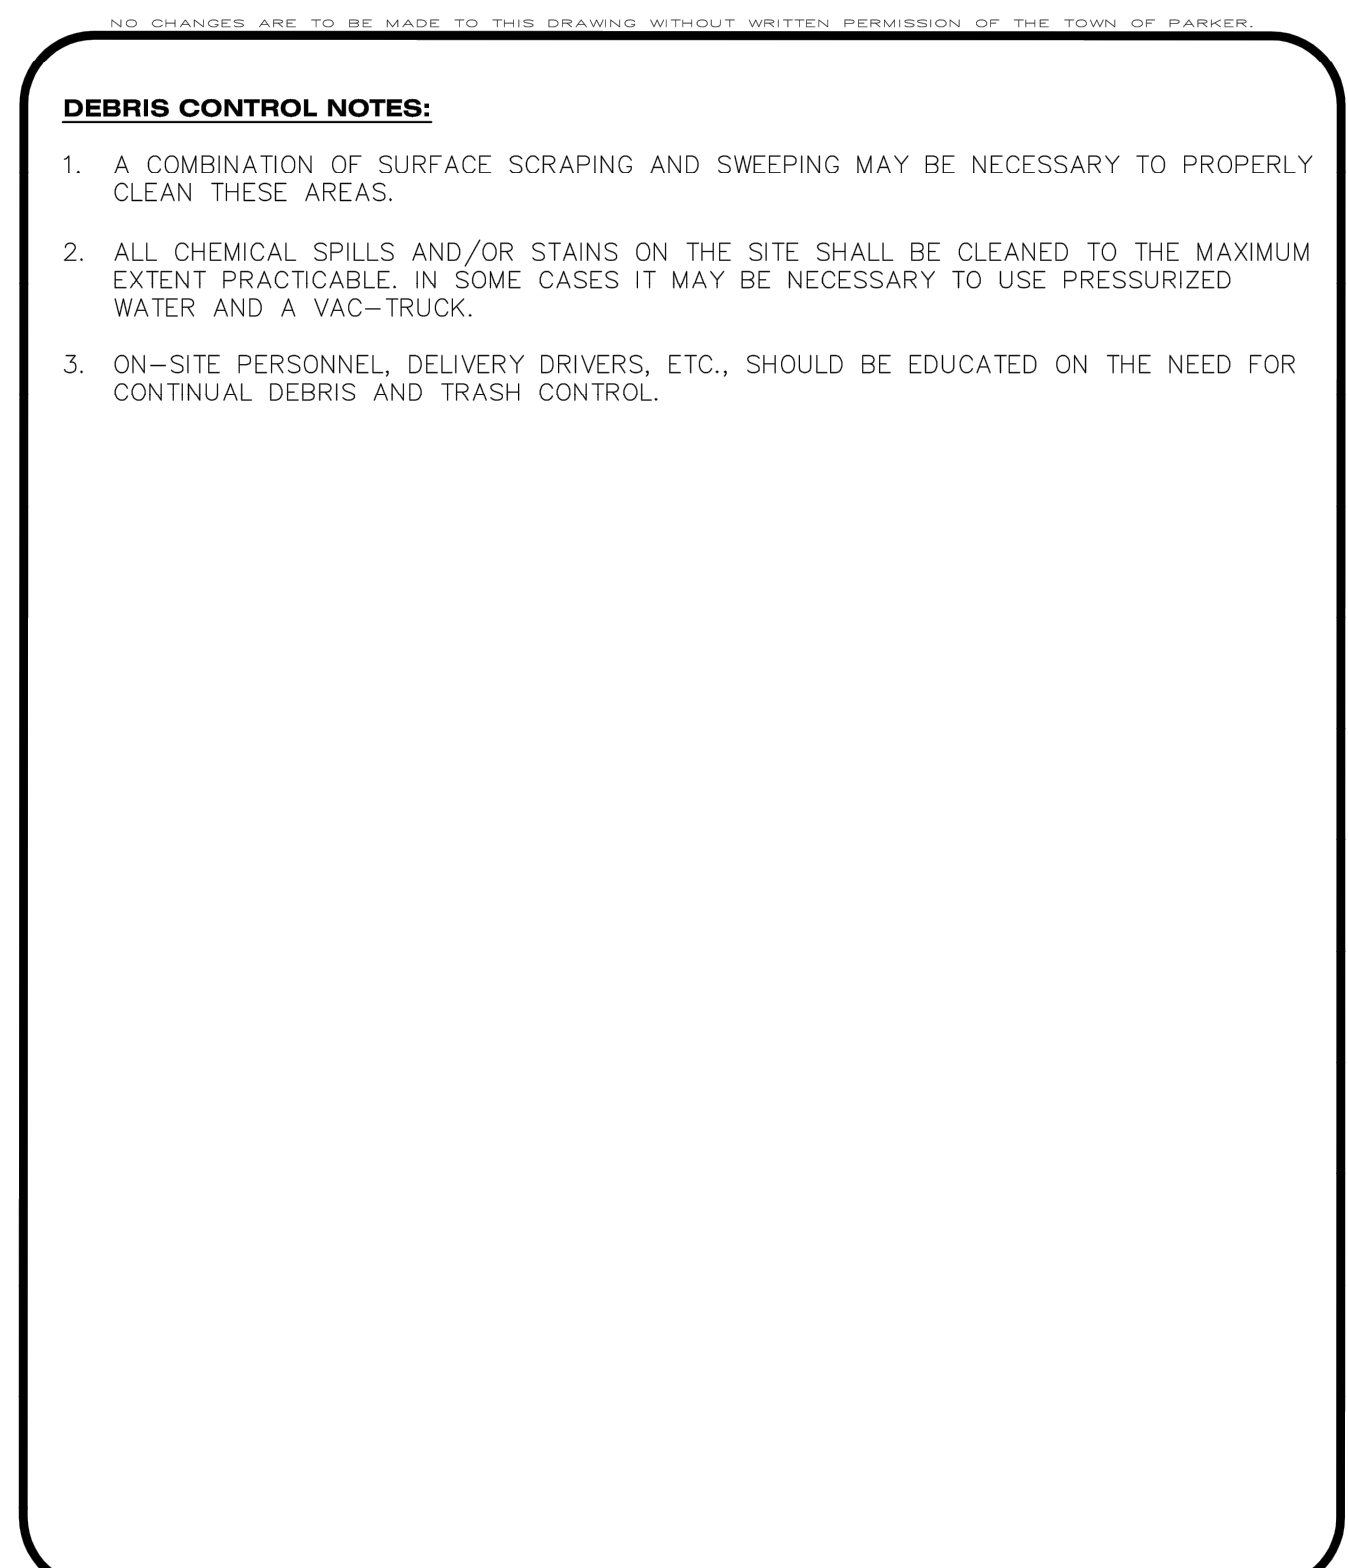 NO CHANGES ARE TO BE MADE TO THIS DRAWING WITHOUT WRITTEN PERMISSION OF THE TOWN OF PARKER.
DEBRIS CONTROL NOTES:
1. A COMBINATION OF SURFACE SCRAPING AND SWEEPING MAY BE NECESSARY TO PROPERLY
CLEAN THESE AREAS.
2. ALL CHEMICAL SPILLS AND/OR STAINS ON THE SITE SHALL BE CLEANED TO THE MAXIMUM
EXTENT PRACTICABLE. IN SOME CASES IT MAY BE NECESSARY TO USE PRESSURIZED
WATER AND A VAC-TRUCK.
3. ON-SITE PERSONNEL, DELIVERY DRIVERS, ETC., SHOULD BE EDUCATED ON THE NEED FOR
CONTINUAL DEBRIS AND TRASH CONTROL.